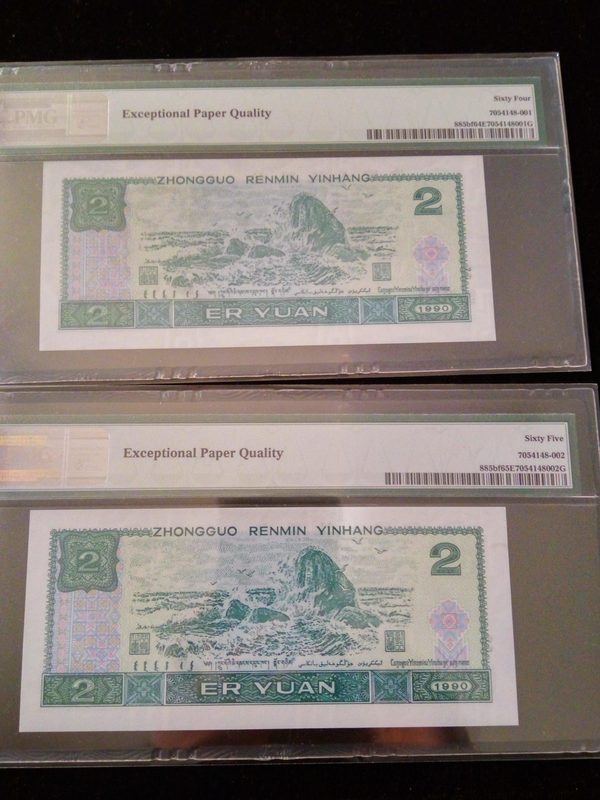 PMG
Exceptional Paper Quality
Sixty Four
7054148-001
885bf64E7054148001G
ZHONGGUO RENMIN YINHANG
2
2
2
ER YUAN
1990
Exceptional Paper Quality
Sixty Five
7054148-002
885bf65E7054148002G
ZHONGGUO RENMIN YINHANG
2
2
2
ER YUAN
1990